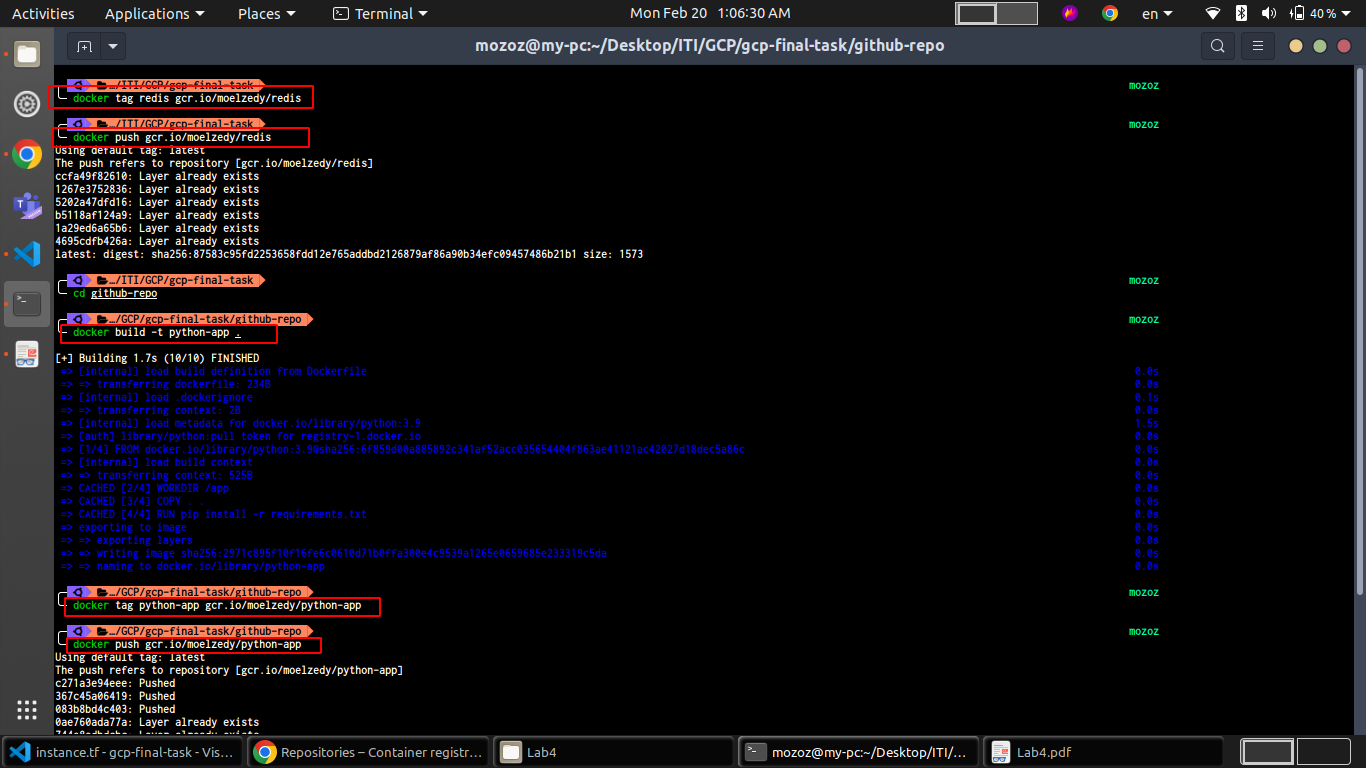 Activities Applications Places Terminal Mon Feb 20 1:06:30 AM en 40 %
mozoz@my-pc:~/Desktop/ITI/GCP/gcp-final-task/github-repo
…/ITI/GCP/gcp-final-task mozoz
docker tag redis gcr.io/moelzedy/redis
…/ITI/GCP/gcp-final-task mozoz
docker push gcr.io/moelzedy/redis
Using default tag: latest
The push refers to repository [gcr.io/moelzedy/redis]
ccfa49f82610: Layer already exists
1267e3752836: Layer already exists
5202a47dfd16: Layer already exists
b5118af124a9: Layer already exists
1a29ed6a65b6: Layer already exists
4695cdfb426a: Layer already exists
latest: digest: sha256:87583c95fd2253658fdd12e765addbd2126879af86a90b34efc09457486b21b1 size: 1573
…/ITI/GCP/gcp-final-task mozoz
cd github-repo
…/GCP/gcp-final-task/github-repo mozoz
docker build -t python-app .
[+] Building 1.7s (10/10) FINISHED
=> [internal] load build definition from Dockerfile 0.0s
=> => transferring dockerfile: 234B 0.0s
=> [internal] load .dockerignore 0.1s
=> => transferring context: 2B 0.0s
=> [internal] load metadata for docker.io/library/python:3.9 1.5s
=> [auth] library/python:pull token for registry-1.docker.io 0.0s
=> [1/4] FROM 0.0s
=> [internal] load build context 0.0s
=> => transferring context: 525B 0.0s
=> CACHED [2/4] WORKDIR /app 0.0s
=> CACHED [3/4] COPY . . 0.0s
=> CACHED [4/4] RUN pip install -r requirements.txt 0.0s
=> exporting to image 0.0s
=> => exporting layers 0.0s
=> => writing image 0.0s
=> => naming to docker.io/library/python-app 0.0s
…/GCP/gcp-final-task/github-repo mozoz
docker tag python-app gcr.io/moelzedy/python-app
…/GCP/gcp-final-task/github-repo mozoz
docker push gcr.io/moelzedy/python-app
Using default tag: latest
The push refers to repository [gcr.io/moelzedy/python-app]
c271a3e94eee: Pushed
367c45a06419: Pushed
083b8bd4c403: Pushed
0ae760ada77a: Layer already exists
Layer already exists
instance.tf - gcp-final-task - Vis… Repositories – Container registr… Lab4 mozoz@my-pc:~/Desktop/ITI/… Lab4.pdf